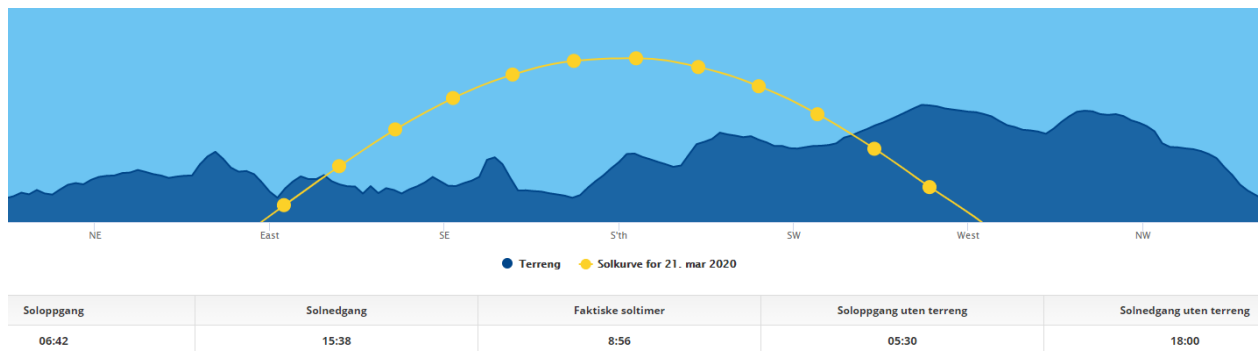 NE East SE S'th SW West NW
Terreng Solkurve for 21. mar 2020
Soloppgang Solnedgang Faktiske soltimer Soloppgang uten terreng Solnedgang uten terreng
06:42 15:38 8:56 05:30 18:00